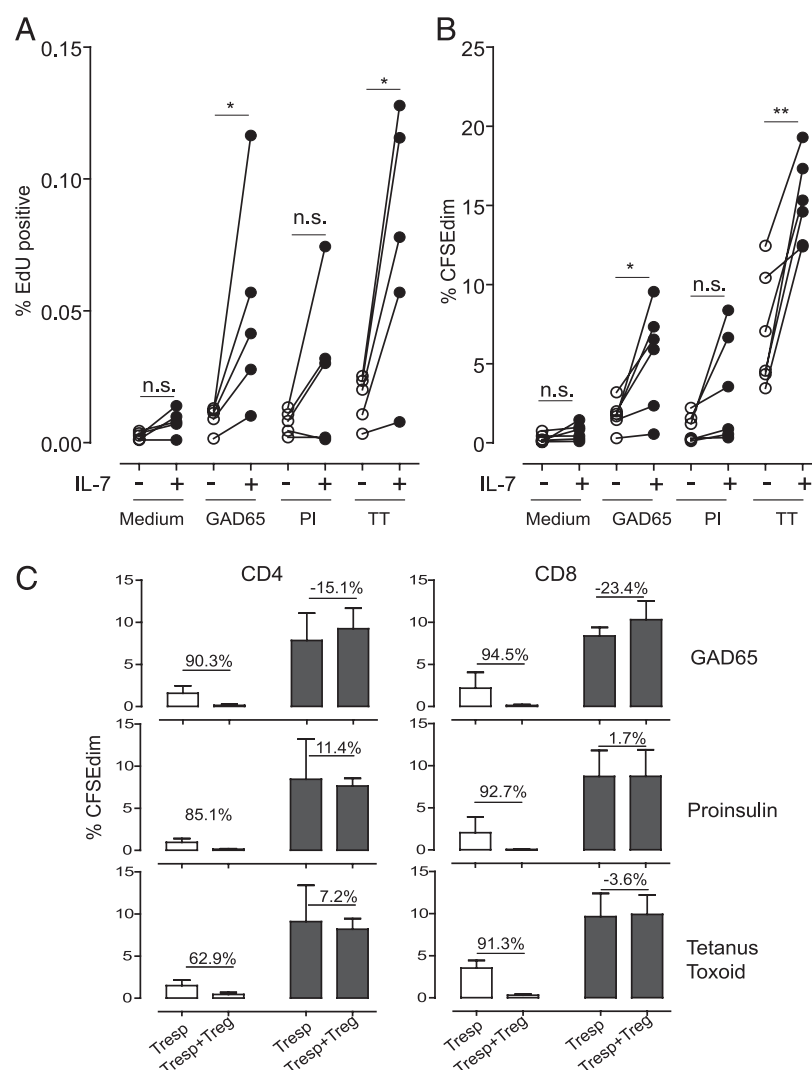 A
0.15
0.10
0.05
0.00
% EdU positive
n.s.
*
n.s.
*
IL-7 - + - + - + - +
Medium GAD65 PI TT
B
25
20
15
10
5
0
% CFSEdim
n.s.
*
n.s.
**
IL-7 - + - + - + - +
Medium GAD65 PI TT
C
CD4 CD8
% CFSEdim
15
10
5
0
90.3%
-15.1%
15
10
5
0
94.5%
-23.4%
GAD65
15
10
5
0
85.1%
11.4%
15
10
5
0
92.7%
1.7%
Proinsulin
15
10
5
0
62.9%
7.2%
15
10
5
0
91.3%
-3.6%
Tetanus
Toxoid
Tresp Tresp+Treg Tresp Tresp+Treg Tresp Tresp+Treg Tresp Tresp+Treg